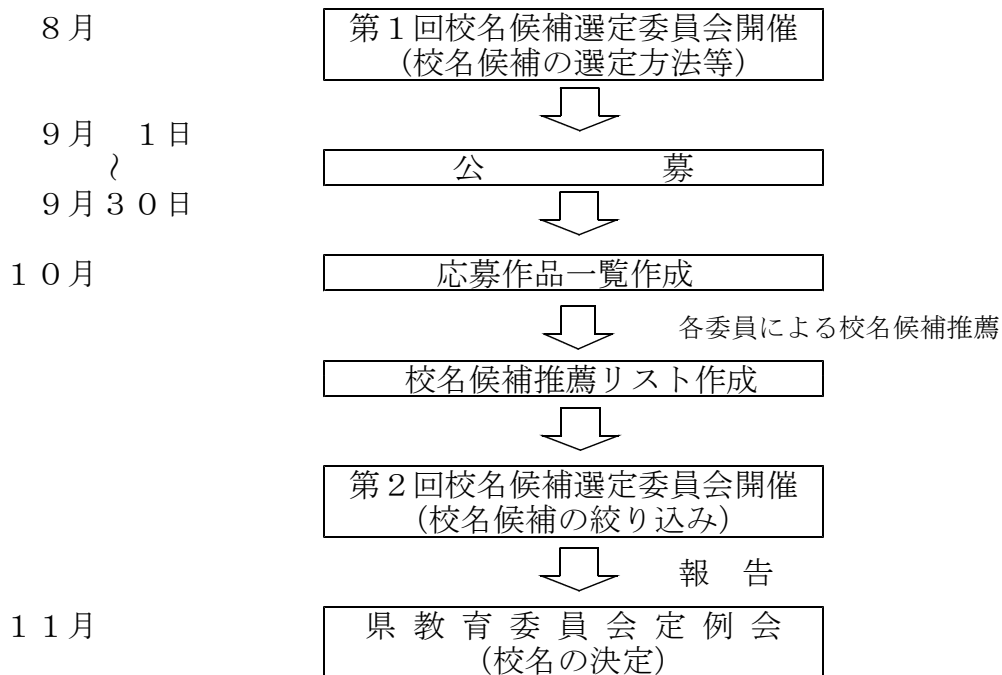 ８月
第１回校名候補選定委員会開催
(校名候補の選定方法等)
９月　１日
～
９月３０日
公　募
１０月
応募作品一覧作成
各委員による校名候補推薦
校名候補推薦リスト作成
第２回校名候補選定委員会開催
(校名候補の絞り込み)
報　告
１１月
県教育委員会定例会
(校名の決定)